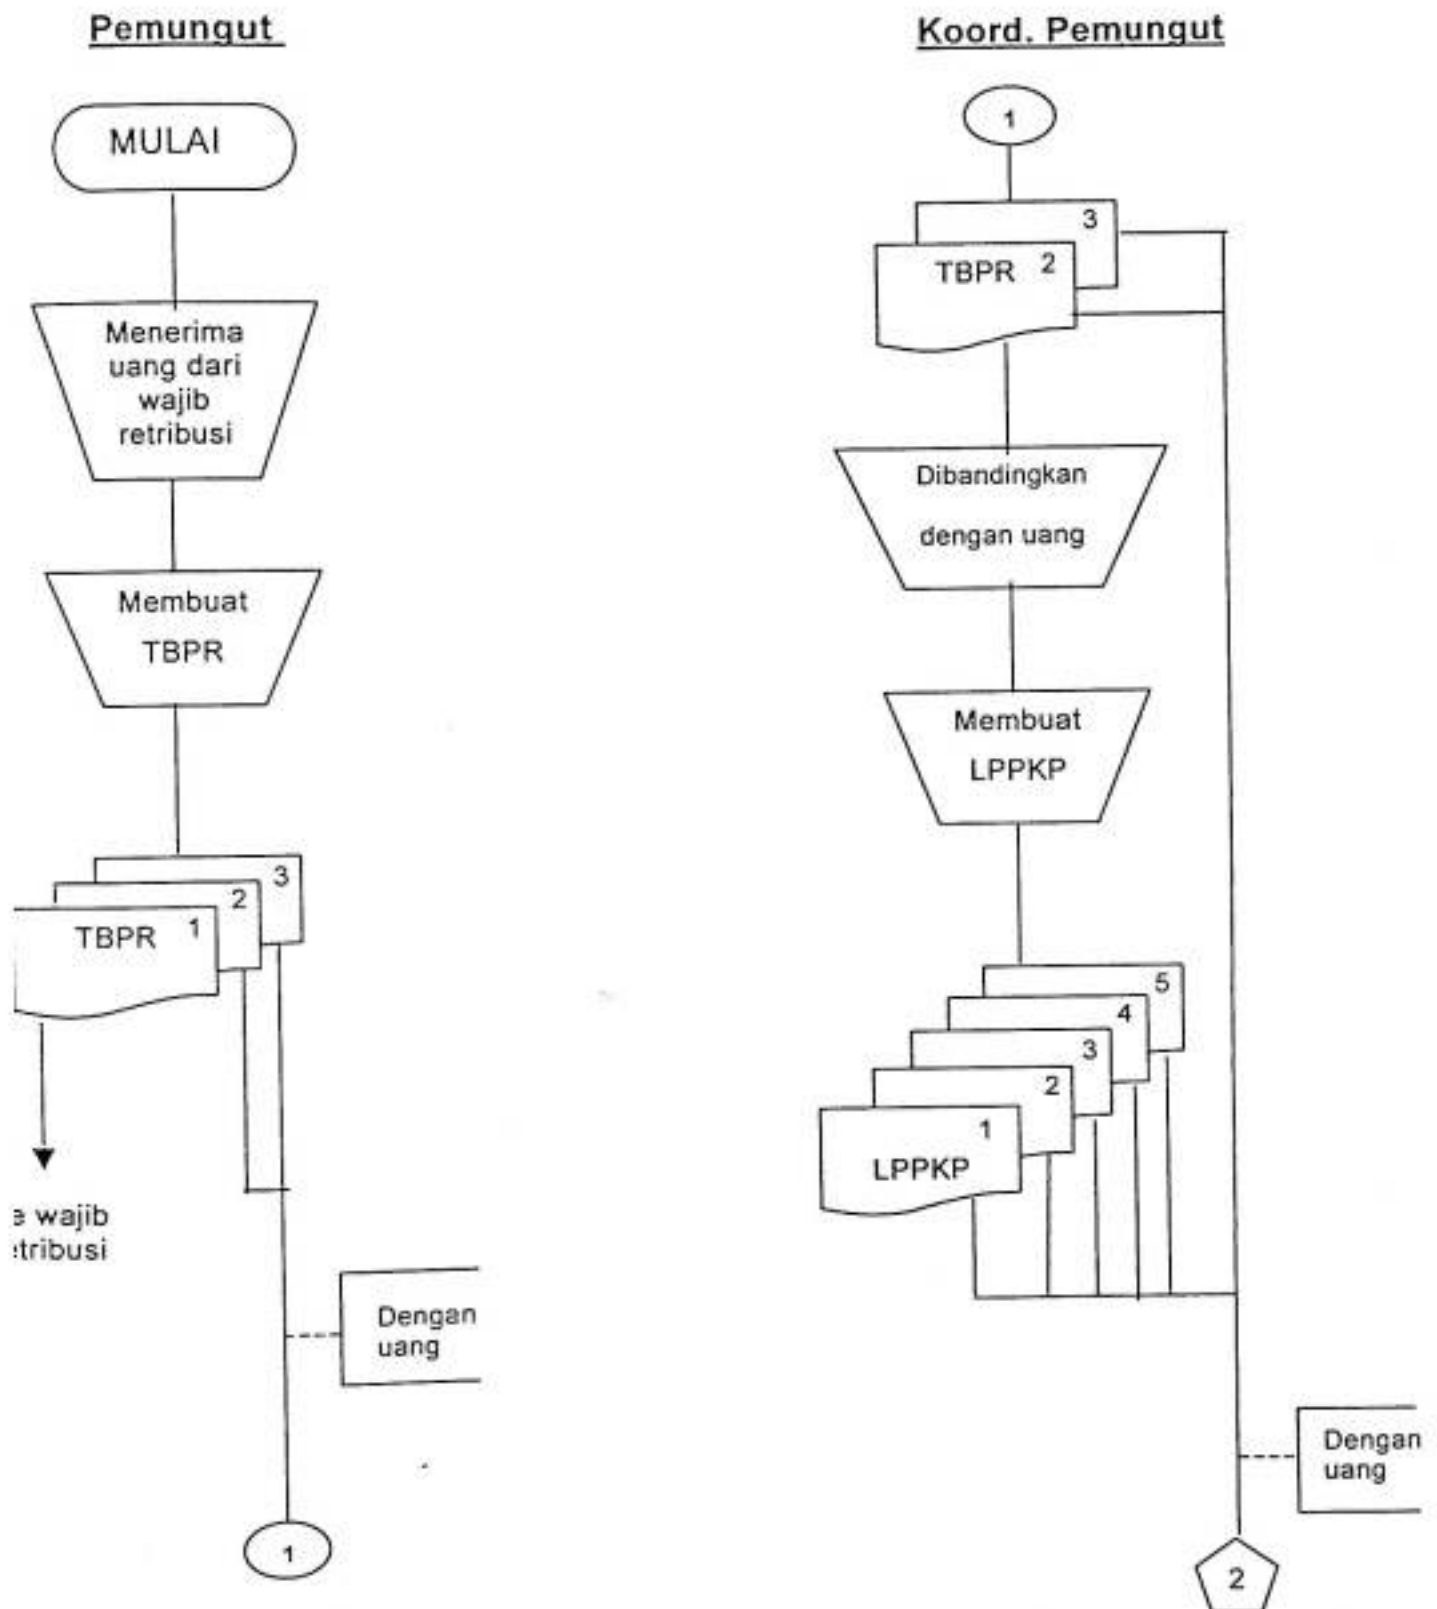 Pemungut
MULAI
Menerima
uang dari
wajib
retribusi
Membuat
TBPR
3
2
1
TBPR
e wajib
etribusi
Dengan
uang
1
Koord. Pemungut
1
3
2
TBPR
Dibandingkan
dengan uang
Membuat
LPPKP
5
4
3
2
1
LPPKP
Dengan
uang
2